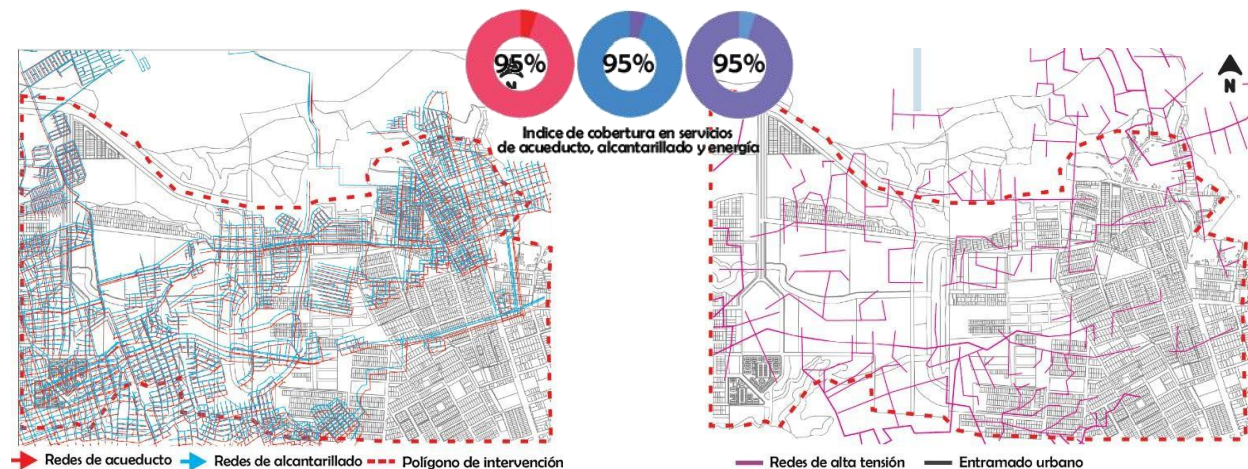 95% 95% 95%
N
N
Indice de cobertura en servicios
de acueducto, alcantarillado y energía
Redes de acueducto Redes de alcantarillado Polígono de intervención
Redes de alta tensión Entramado urbano